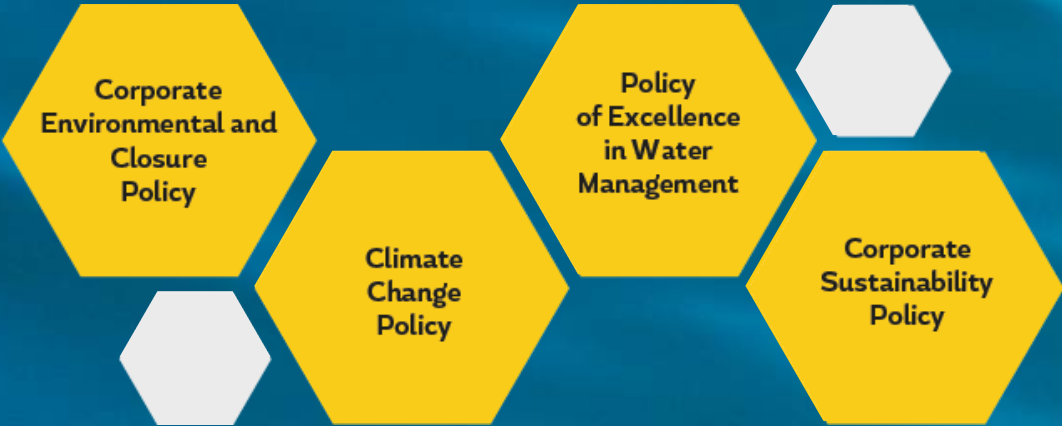 Corporate
Environmental and
Closure
Policy
Climate
Change
Policy
Policy
of Excellence
in Water
Management
Corporate
Sustainability
Policy